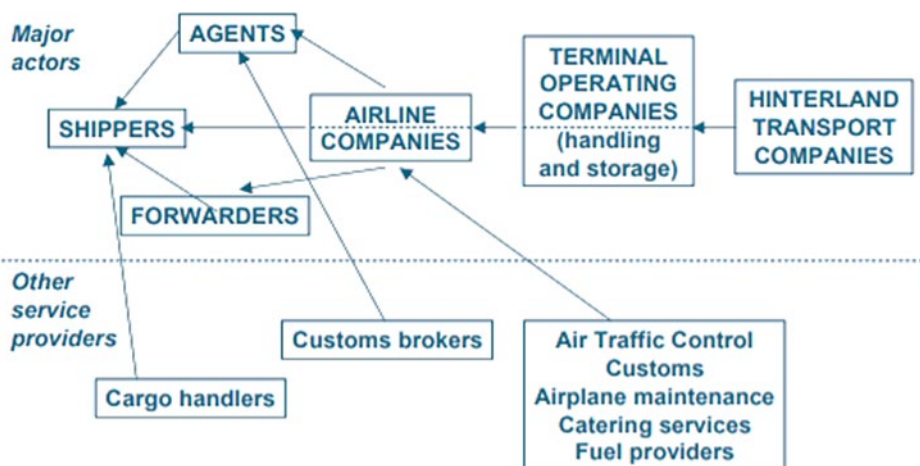 Major
actors
AGENTS
SHIPPERS
AIRLINE
COMPANIES
TERMINAL
OPERATING
COMPANIES
(handling
and storage)
HINTERLAND
TRANSPORT
COMPANIES
FORWARDERS
Other
service
providers
Customs brokers
Cargo handlers
Air Traffic Control
Customs
Airplane maintenance
Catering services
Fuel providers